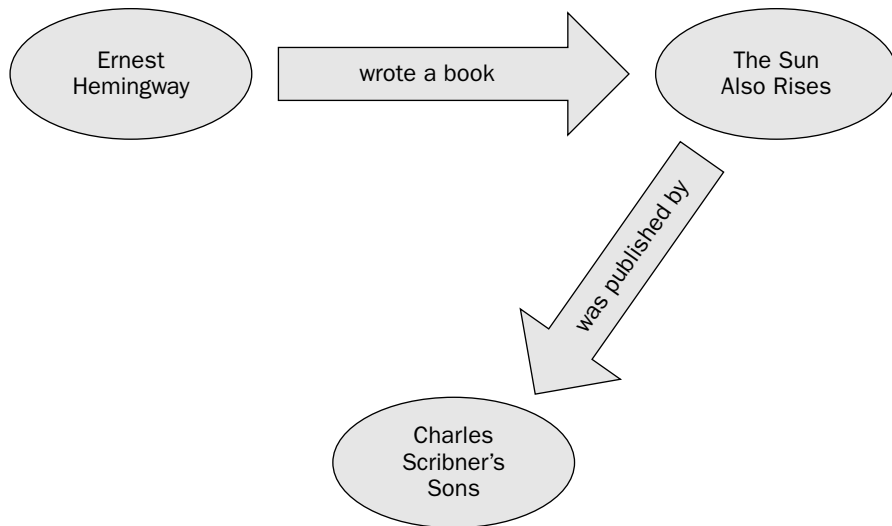 Ernest
Hemingway
wrote a book
The Sun
Also Rises
was published by
Charles
Scribner’s
Sons